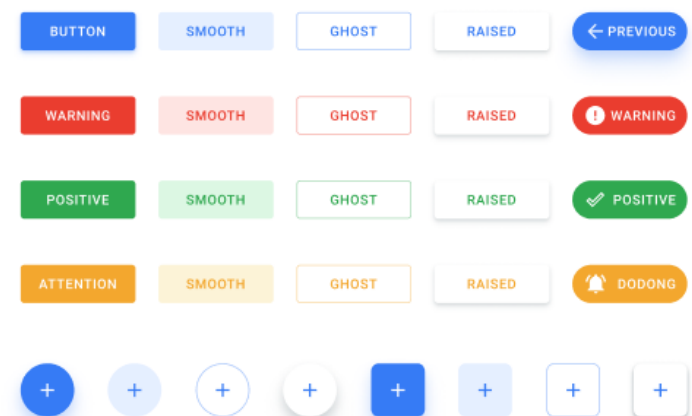 BUTTON SMOOTH GHOST RAISED PREVIOUS
WARNING SMOOTH GHOST RAISED WARNING
POSITIVE SMOOTH GHOST RAISED POSITIVE
ATTENTION SMOOTH GHOST RAISED DODONG
+ + + + + + + +